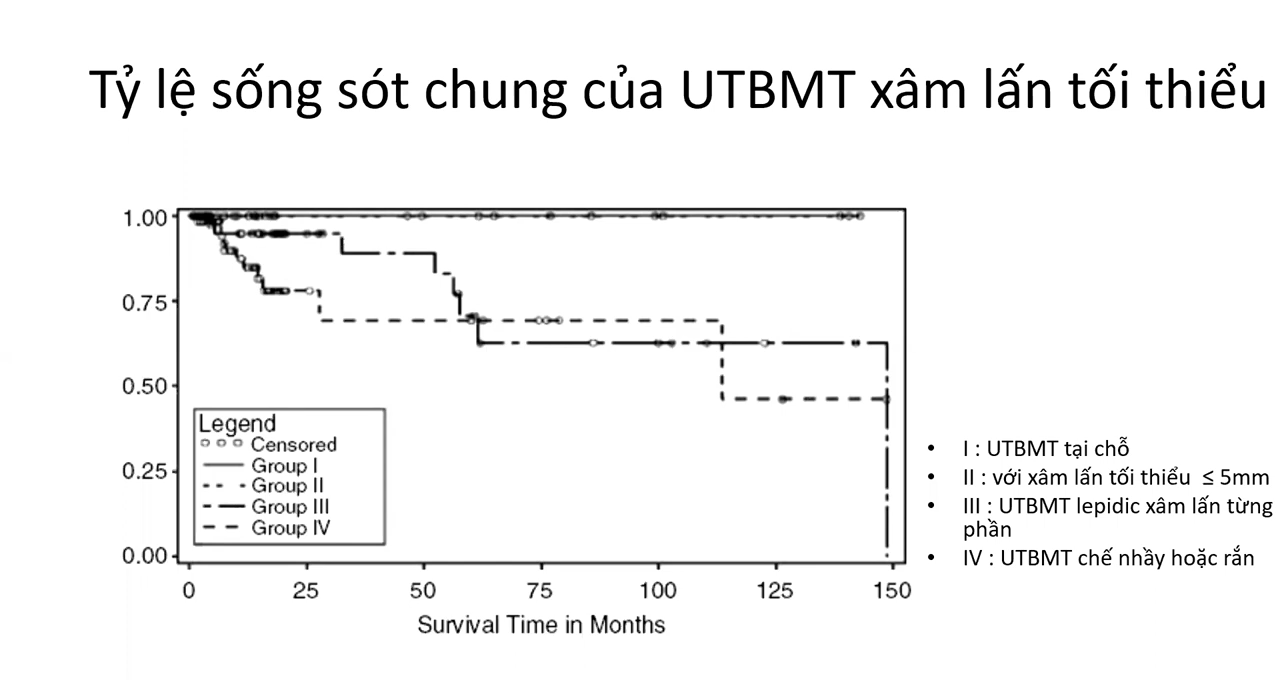 Tỷ lệ sống sót chung của UTBMT xâm lấn tối thiểu
1.00
0.75
0.50
0.25
0.00
Legend
Censored
Group I
Group II
Group III
Group IV
0 25 50 75 100 125 150
Survival Time in Months
• I : UTBMT tại chỗ
• II : với xâm lấn tối thiểu ≤ 5mm
• III : UTBMT lepidic xâm lấn từng
phần
• IV : UTBMT chế nhầy hoặc rắn